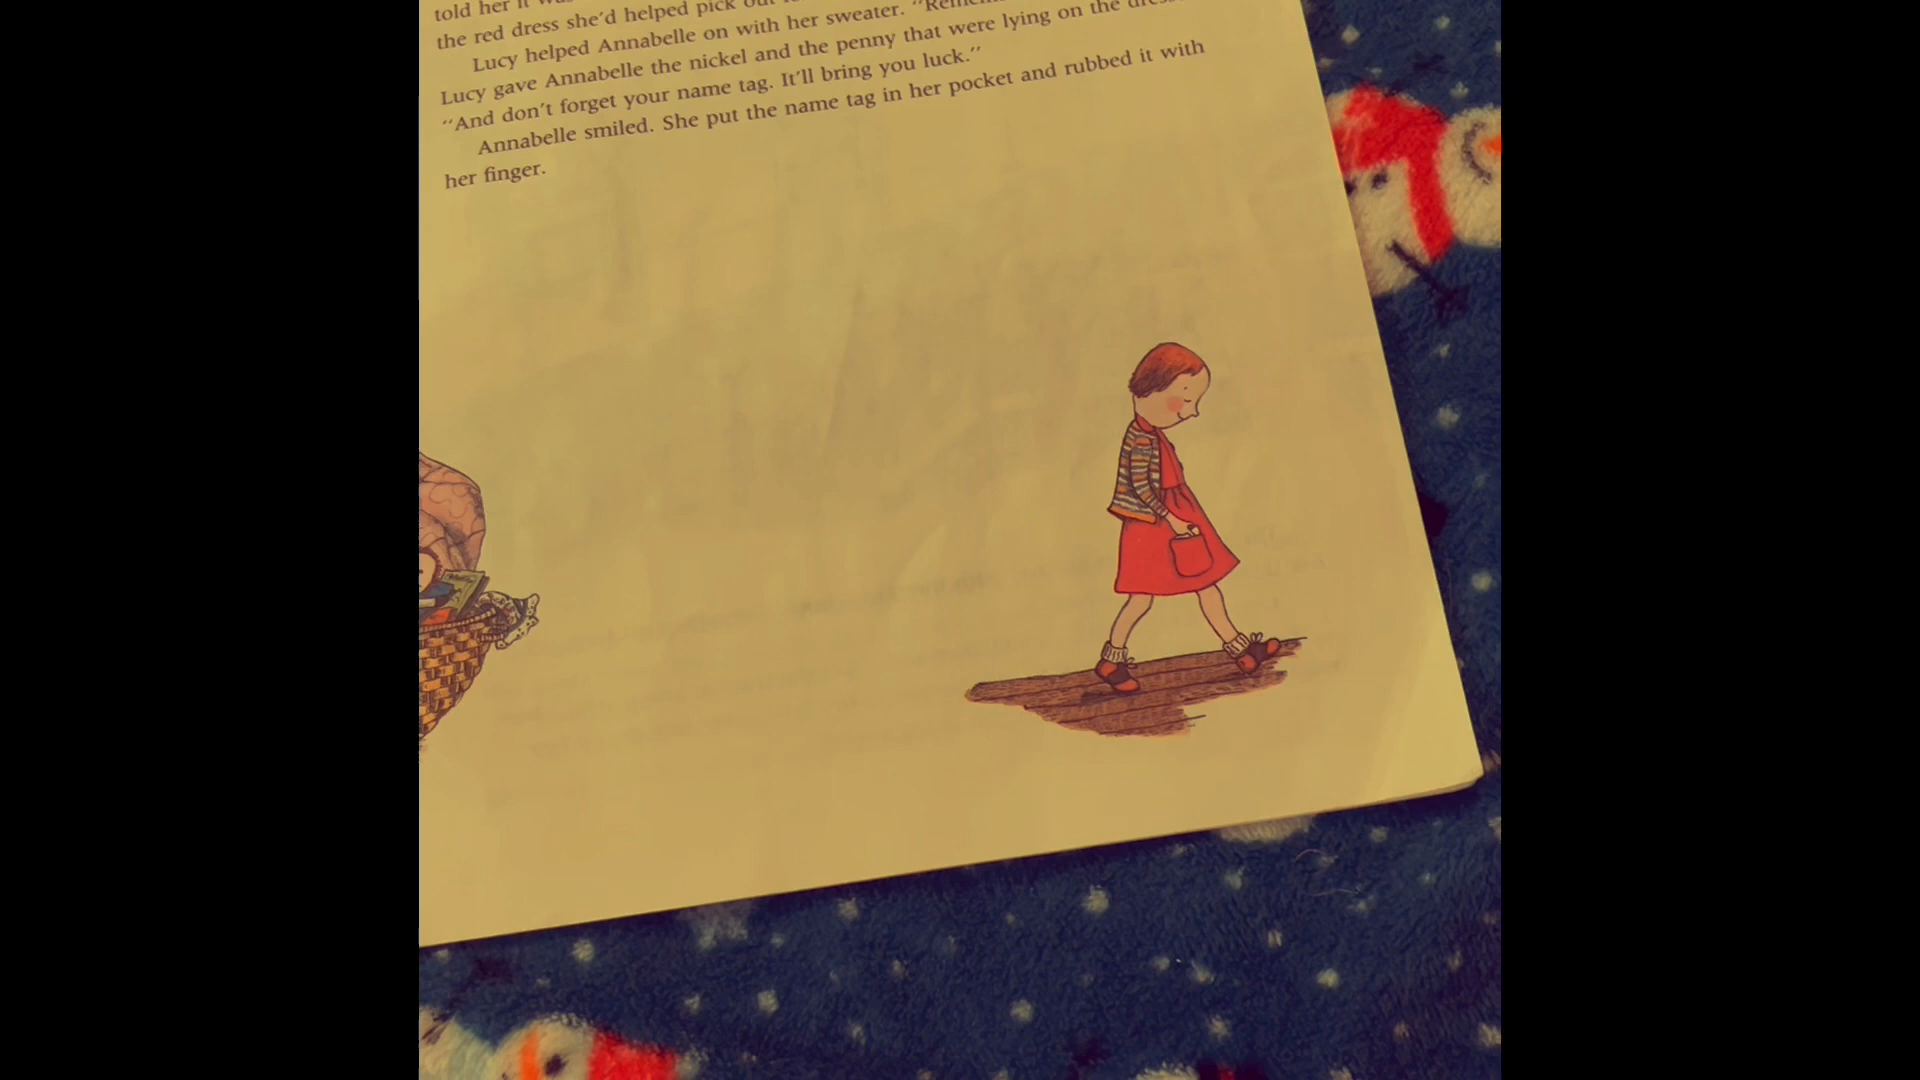 told her it was
the red dress she'd helped pick out
Lucy helped Annabelle on with her sweater.
Lucy gave Annabelle the nickel and the penny that were lying on the
“And don't forget your name tag. It'll bring you luck.”
Annabelle smiled. She put the name tag in her pocket and rubbed it with
her finger.